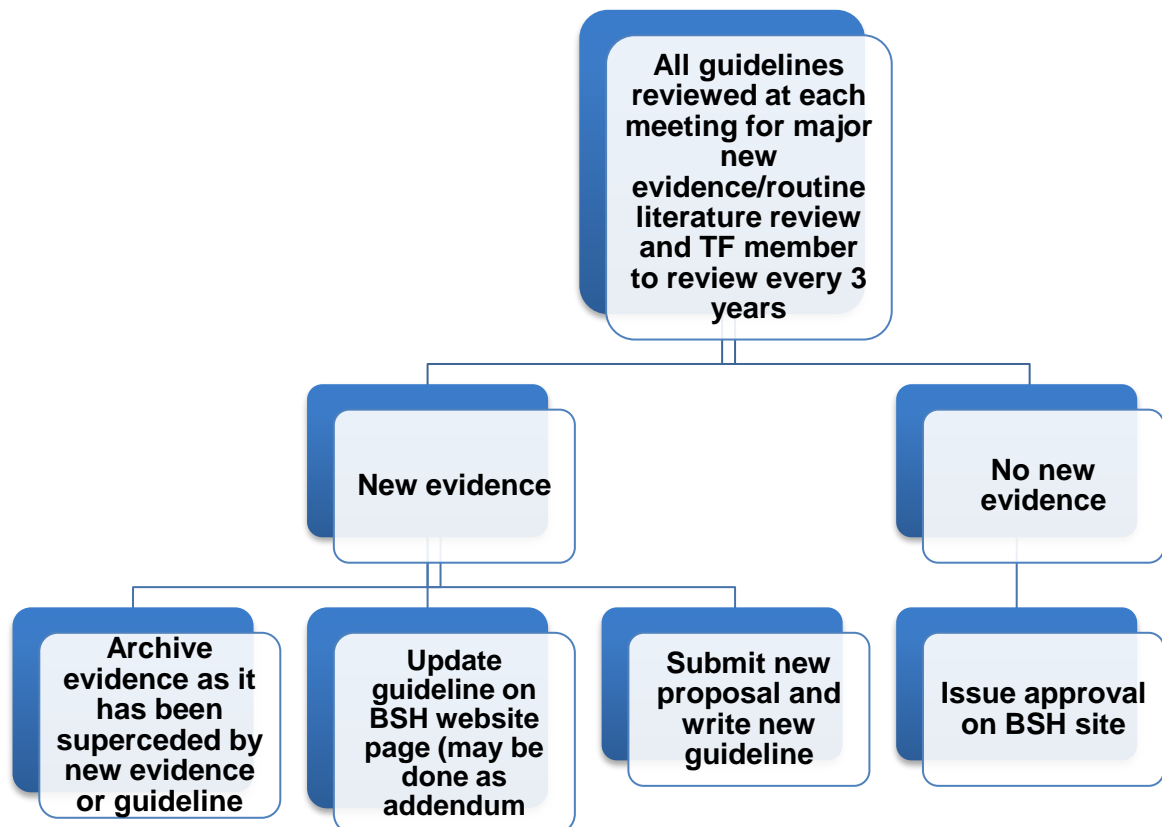 All guidelines
reviewed at each
meeting for major
new
evidence/routine
literature review
and TF member
to review every 3
years
New evidence
No new
evidence
Archive
evidence as it
has been
superceded by
new evidence
or guideline
Update
guideline on
BSH website
page (may be
done as
addendum
Submit new
proposal and
write new
guideline
Issue approval
on BSH site